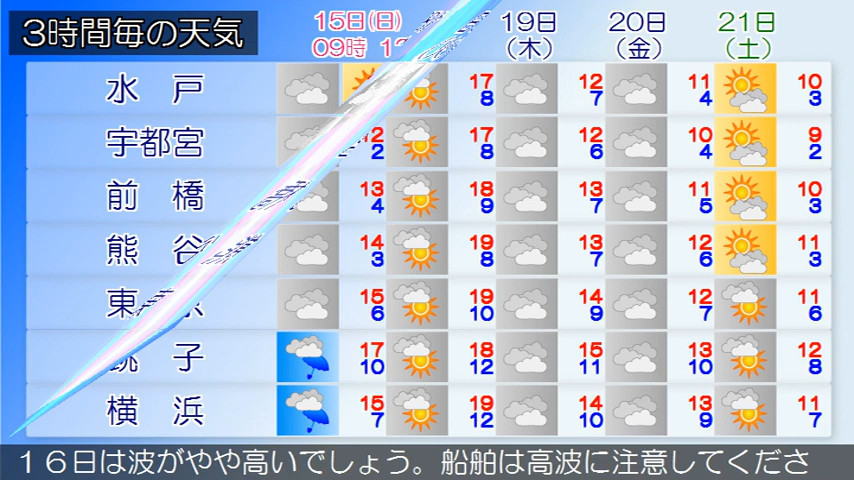 3時間毎の天気
15日(日) 19日 20日 21日
09時 (木) (金) (土)
水 戸 17 12 11 10
8 7 4 3
宇都宮 12 17 12 10 9
2 8 6 4 2
前 橋 13 18 13 11 10
4 9 7 5 3
熊 谷 14 19 13 12 11
3 8 7 6 3
東 京 15 19 14 12 11
6 10 9 7 6
銚 子 17 18 15 13 12
10 12 11 10 8
横 浜 15 19 14 13 11
7 12 10 9 7
16日は波がやや高いでしょう。船舶は高波に注意してくださ